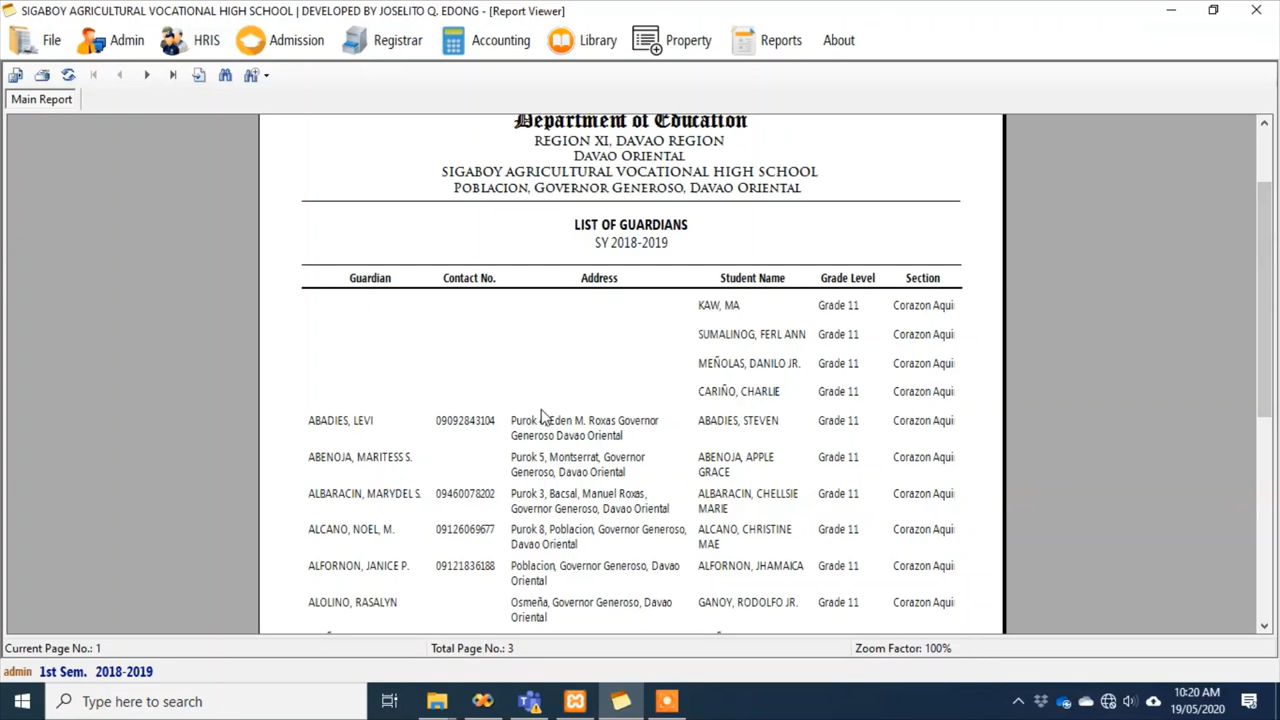 SIGABOY AGRICULTURAL VOCATIONAL HIGH SCHOOL | DEVELOPED BY JOSELITO Q. EDONG - [Report Viewer]
File Admin HRIS Admission Registrar Accounting Library Property Reports About
Main Report
Department of Education
REGION XI, DAVAO REGION
DAVAO ORIENTAL
SIGABOY AGRICULTURAL VOCATIONAL HIGH SCHOOL
POBLACION, GOVERNOR GENEROSO, DAVAO ORIENTAL
LIST OF GUARDIANS
SY 2018-2019
Guardian Contact No. Address Student Name Grade Level Section
KAW, MA Grade 11 Corazon Aqui
SUMALINOG, FERL ANN Grade 11 Corazon Aqui
MEÑOLAS, DANILO JR. Grade 11 Corazon Aqui
CARIÑO, CHARLIE Grade 11 Corazon Aqui
ABADIES, LEVI 09092843104 Purok Eden M. Roxas Governor ABADIES, STEVEN Grade 11 Corazon Aqui
Generoso Davao Oriental
ABENOJA, MARITESS S. Purok 5, Montserrat, Governor ABENOJA, APPLE Grade 11 Corazon Aqui
Generoso, Davao Oriental GRACE
ALBARACIN, MARYDEL S. 09460078202 Purok 3, Bacsal, Manuel Roxas, ALBARACIN, CHELLSIE Grade 11 Corazon Aqui
Governor Generoso, Davao Oriental MARIE
ALCANO, NOEL, M. 09126069677 Purok 8, Poblacion, Governor Generoso, ALCANO, CHRISTINE Grade 11 Corazon Aqui
Davao Oriental MAE
ALFORNON, JANICE P. 09121836188 Poblacion, Governor Generoso, Davao ALFORNON, JHAMAICA Grade 11 Corazon Aqui
Oriental
ALOLINO, RASALYN Osmeña, Governor Generoso, Davao GANOY, RODOLFO JR. Grade 11 Corazon Aqui
Oriental
Current Page No.: 1 Total Page No.: 3 Zoom Factor: 100%
admin 1st Sem. 2018-2019
Type here to search
10:20 AM
19/05/2020